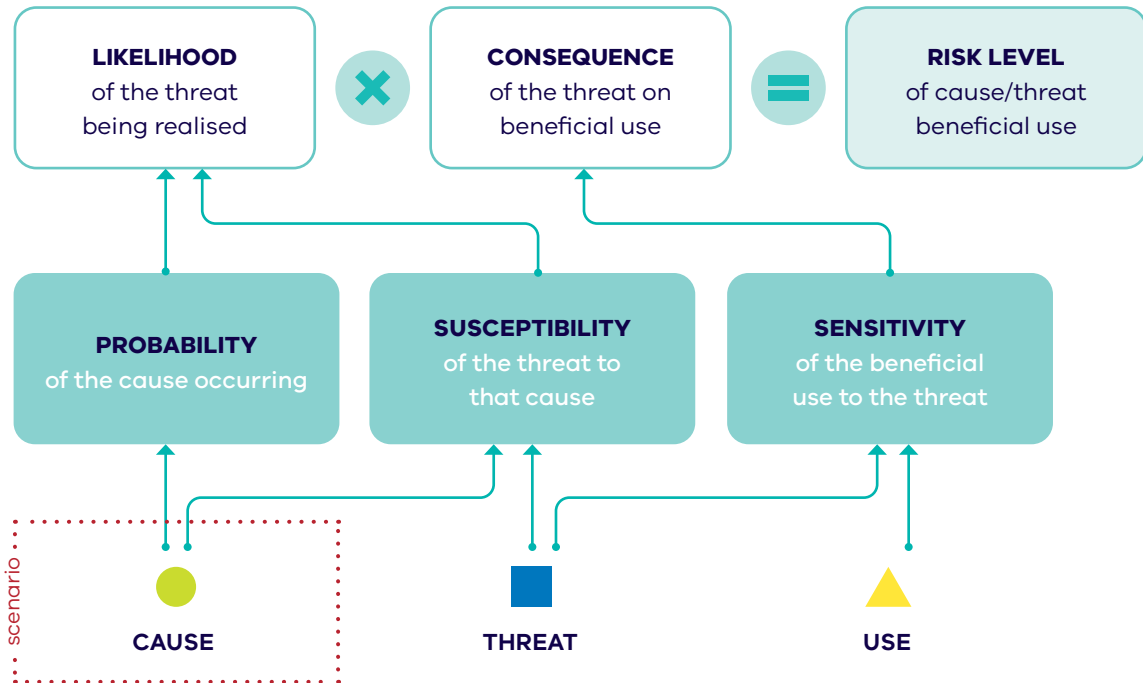 LIKELIHOOD
of the threat
being realised
CONSEQUENCE
of the threat on
beneficial use
RISK LEVEL
of cause/threat
beneficial use
PROBABILITY
of the cause occurring
SUSCEPTIBILITY
of the threat to
that cause
SENSITIVITY
of the beneficial
use to the threat
scenario
CAUSE
THREAT
USE